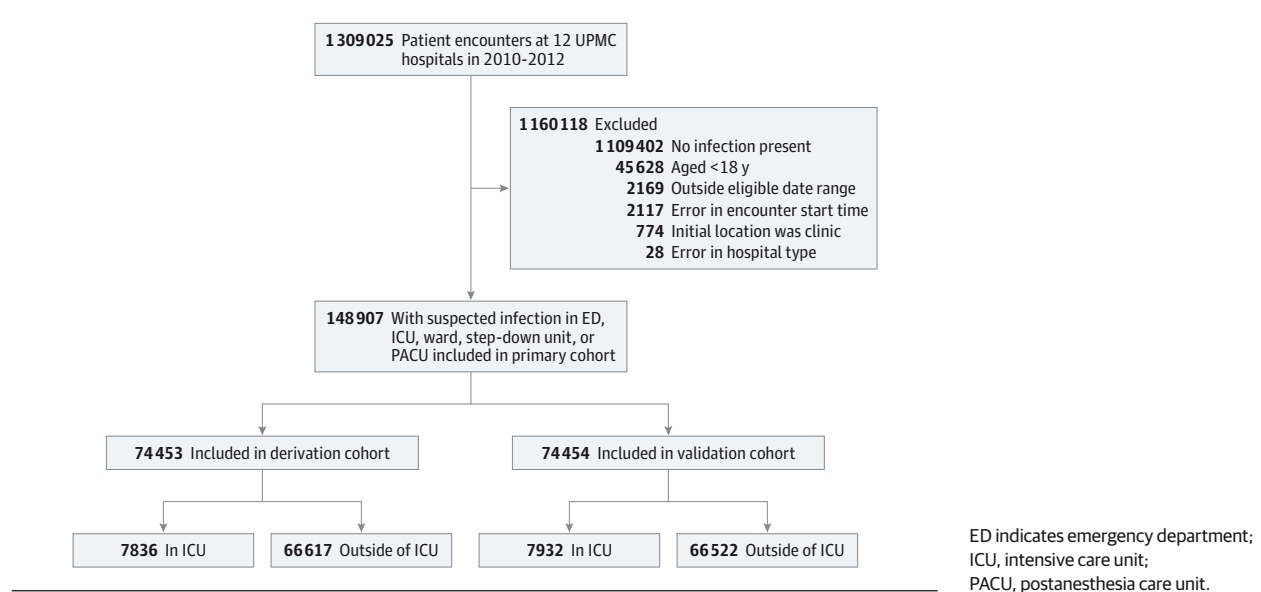 1309025 Patient encounters at 12 UPMC
hospitals in 2010-2012
1160118 Excluded
1109402 No infection present
45628 Aged <18 y
2169 Outside eligible date range
2117 Error in encounter start time
774 Initial location was clinic
28 Error in hospital type
148907 With suspected infection in ED,
ICU, ward, step-down unit, or
PACU included in primary cohort
74453 Included in derivation cohort
74454 Included in validation cohort
7836 In ICU
66617 Outside of ICU
7932 In ICU
66522 Outside of ICU
ED indicates emergency department;
ICU, intensive care unit;
PACU, postanesthesia care unit.